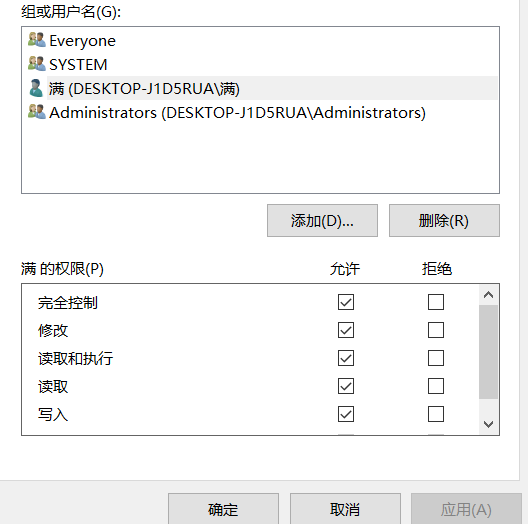 组或用户名(G):
Everyone
SYSTEM
满 (DESKTOP-J1D5RUA\满)
Administrators (DESKTOP-J1D5RUA\Administrators)
添加(D)... 删除(R)
满 的权限(P) 允许 拒绝
完全控制
修改
读取和执行
读取
写入
确定 取消 应用(A)